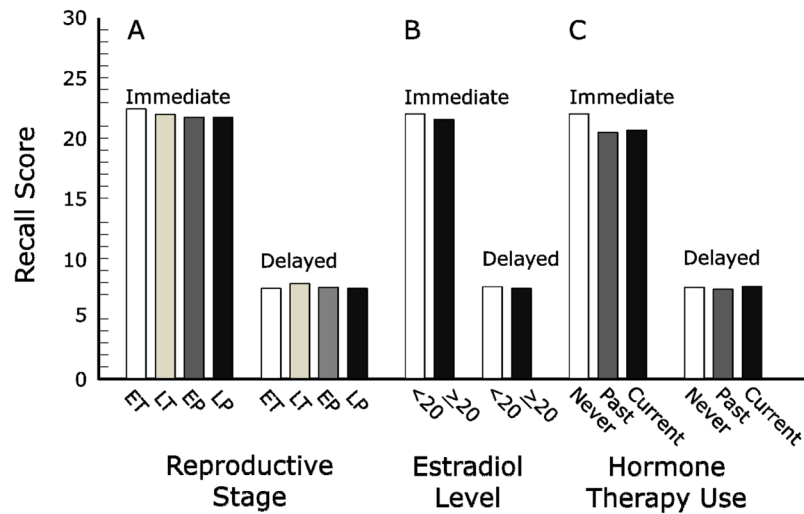 30
25
20
15
10
5
0
Recall Score
A
B
C
Immediate
Immediate
Immediate
Delayed
Delayed
Delayed
ET
LT
EP
LP
ET
LT
EP
LP
<20
≥20
<20
≥20
Never
Past
Current
Never
Past
Current
Reproductive
Stage
Estradiol
Level
Hormone
Therapy Use